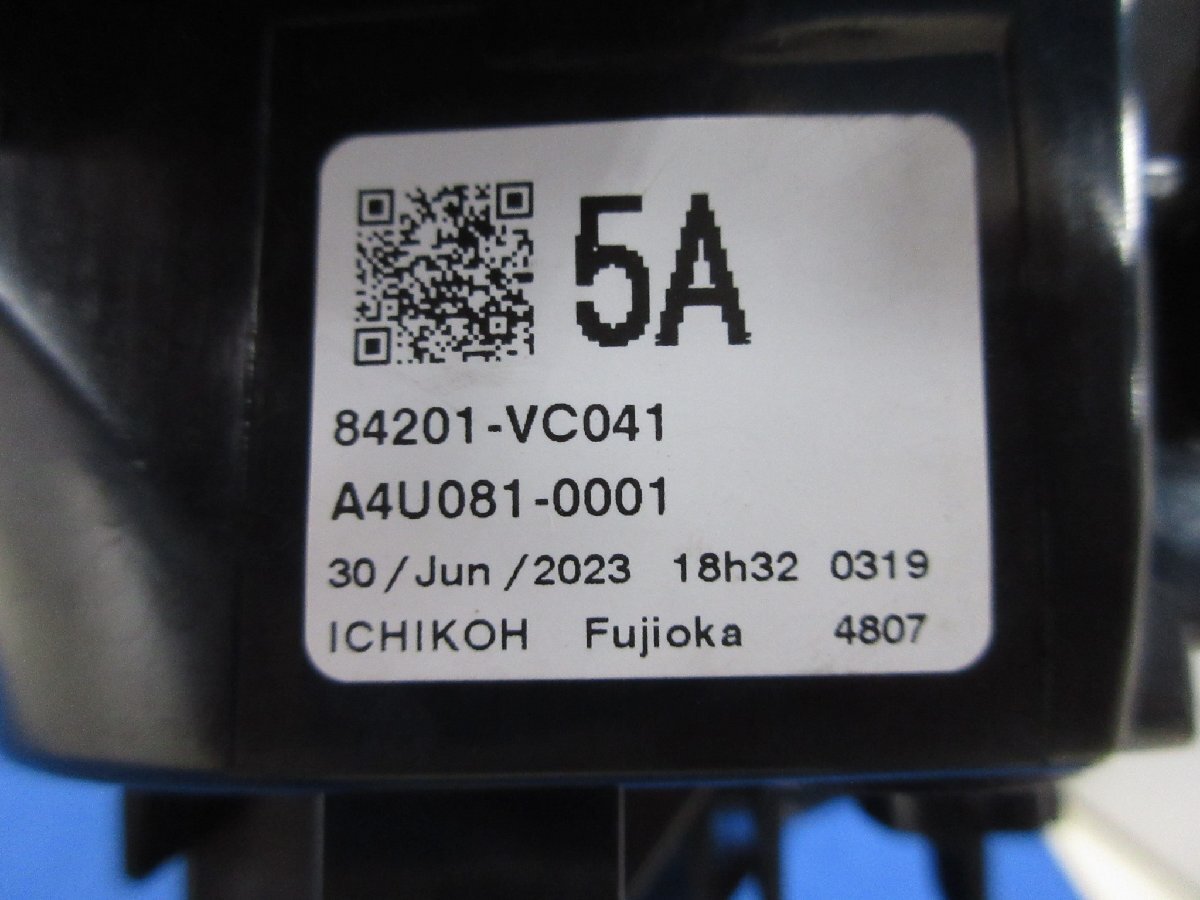 5A
84201-VC041
A4U081-0001
30/Jun/2023 18h32 0319
ICHIKOH Fujioka 4807